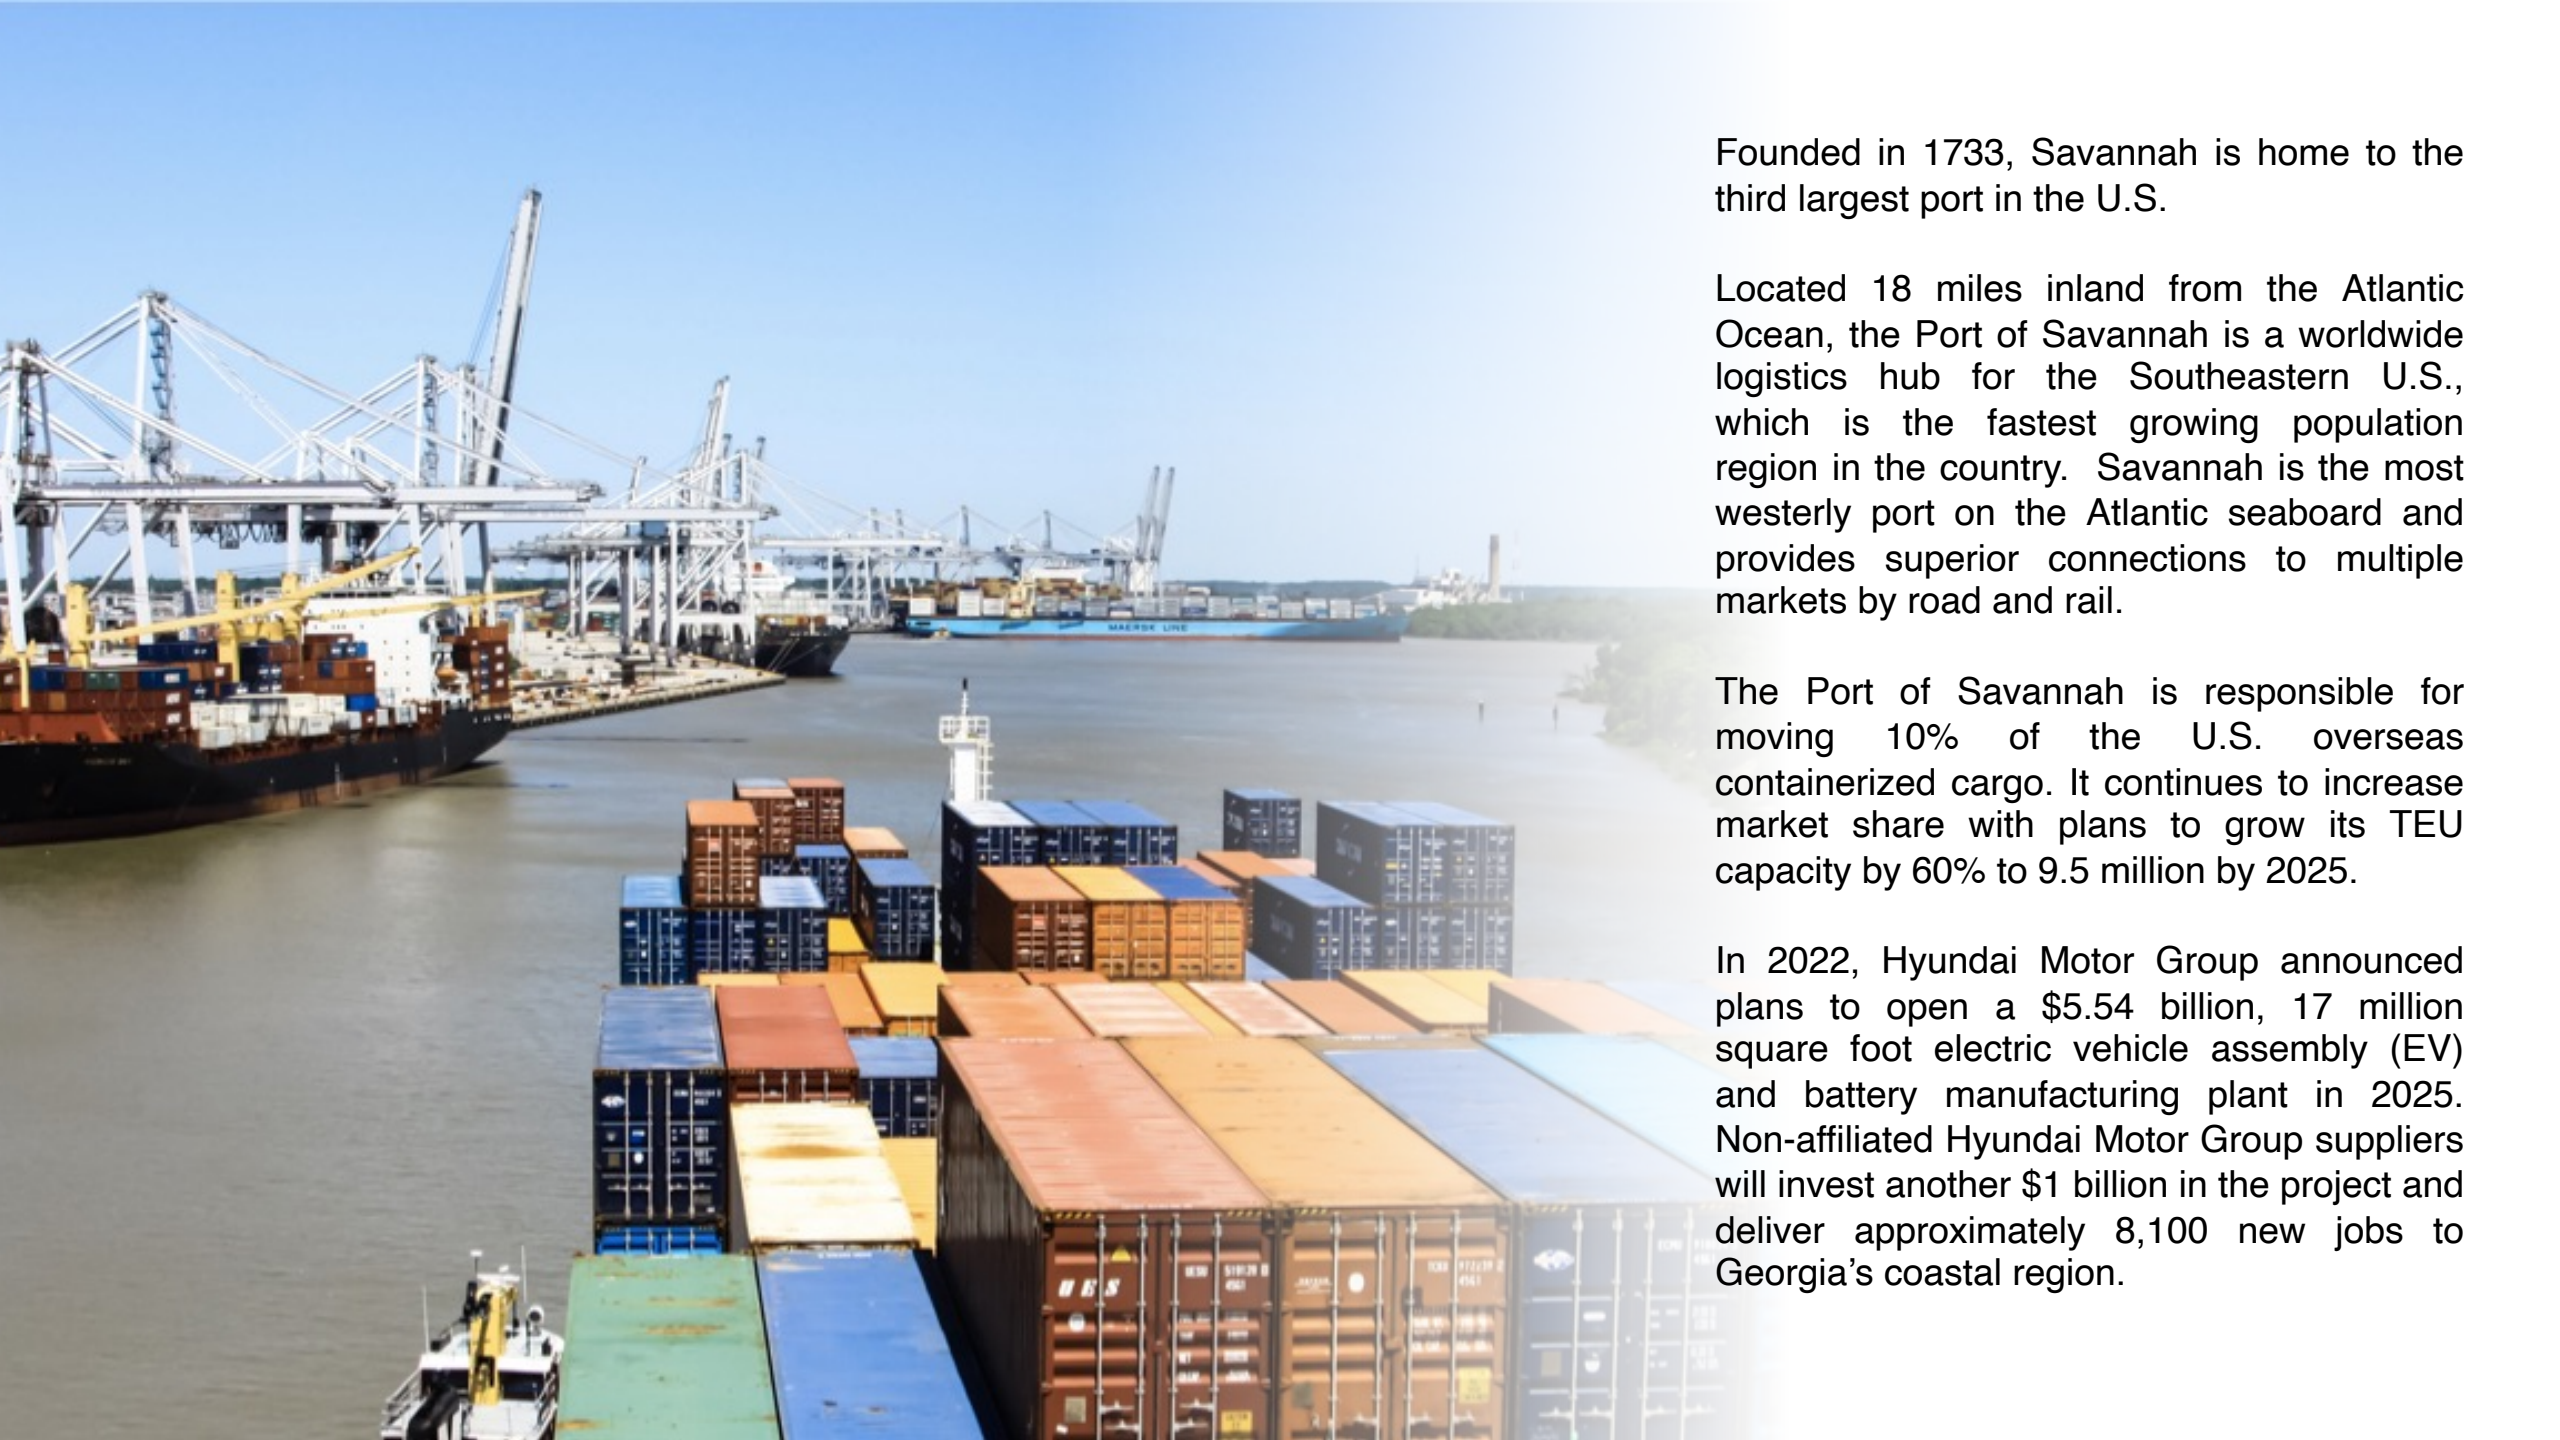 Founded in 1733, Savannah is home to the
third largest port in the U.S.
Located 18 miles inland from the Atlantic
Ocean, the Port of Savannah is a worldwide
logistics hub for the Southeastern U.S.,
which is the fastest growing population
region in the country.  Savannah is the most
westerly port on the Atlantic seaboard and
provides superior connections to multiple
markets by road and rail.
The Port of Savannah is responsible for
moving 10% of the U.S. overseas
containerized cargo. It continues to increase
market share with plans to grow its TEU
capacity by 60% to 9.5 million by 2025.
In 2022, Hyundai Motor Group announced
plans to open a $5.54 billion, 17 million
square foot electric vehicle assembly (EV)
and battery manufacturing plant in 2025.
Non-affiliated Hyundai Motor Group suppliers
will invest another $1 billion in the project and
deliver approximately 8,100 new jobs to
Georgia’s coastal region.
MAERSK LINE
UES